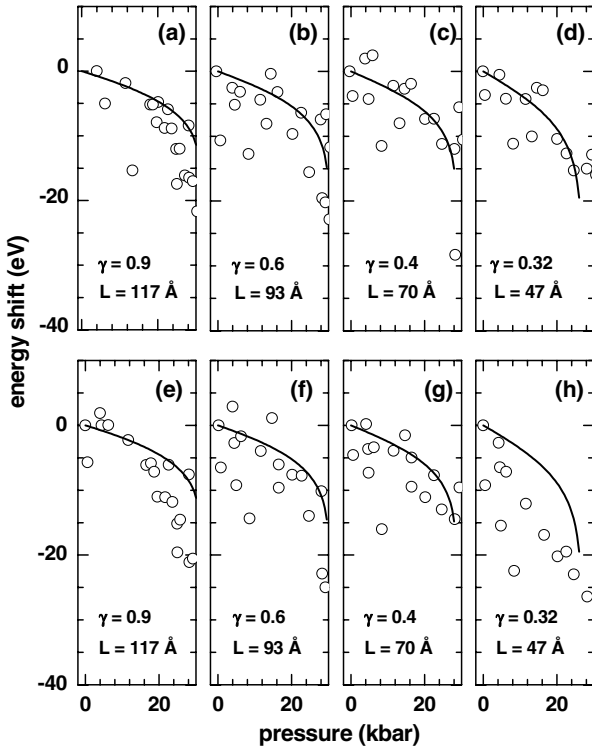 (a) (b) (c) (d)
0
-20
-40
γ = 0.9 γ = 0.6 γ = 0.4 γ = 0.32
L = 117 Å L = 93 Å L = 70 Å L = 47 Å
energy shift (eV)
(e) (f) (g) (h)
0
-20
-40
γ = 0.9 γ = 0.6 γ = 0.4 γ = 0.32
L = 117 Å L = 93 Å L = 70 Å L = 47 Å
0 20 0 20 0 20 0 20
pressure (kbar)